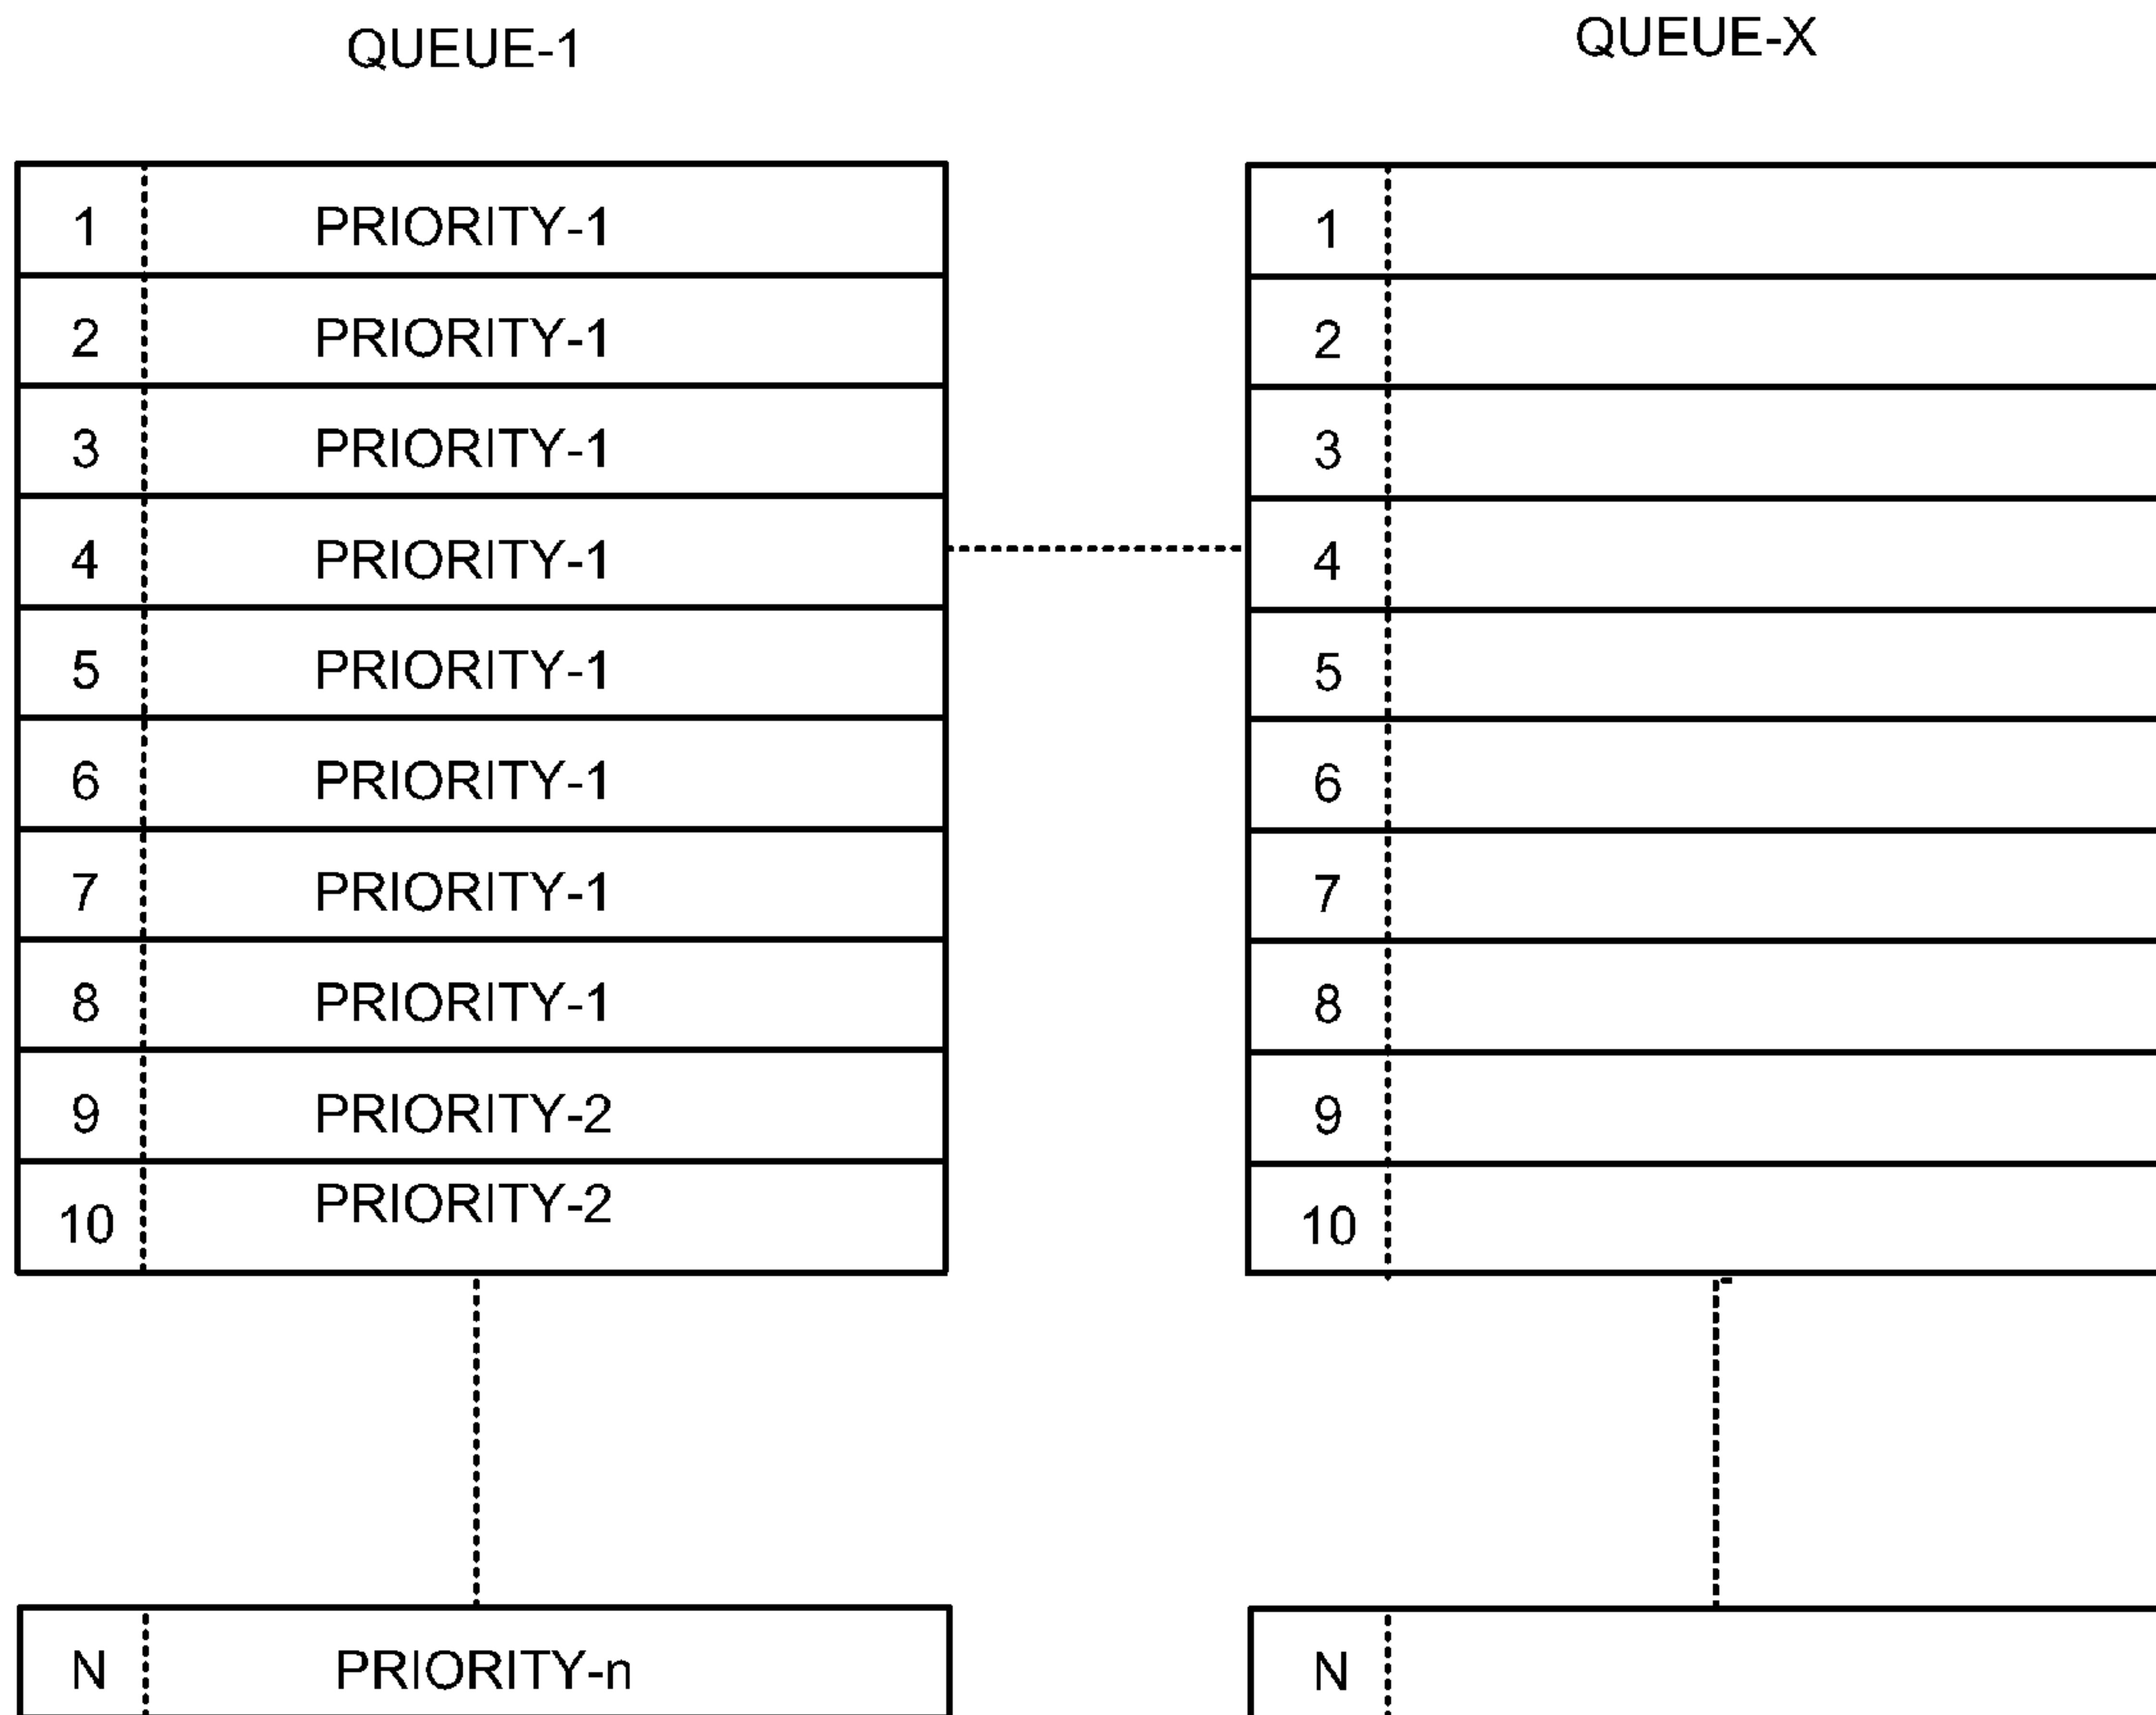 QUEUE-1
1 PRIORITY-1
2 PRIORITY-1
3 PRIORITY-1
4 PRIORITY-1
5 PRIORITY-1
6 PRIORITY-1
7 PRIORITY-1
8 PRIORITY-1
9 PRIORITY-2
10 PRIORITY-2
N PRIORITY-n
QUEUE-X
1
2
3
4
5
6
7
8
9
10
N